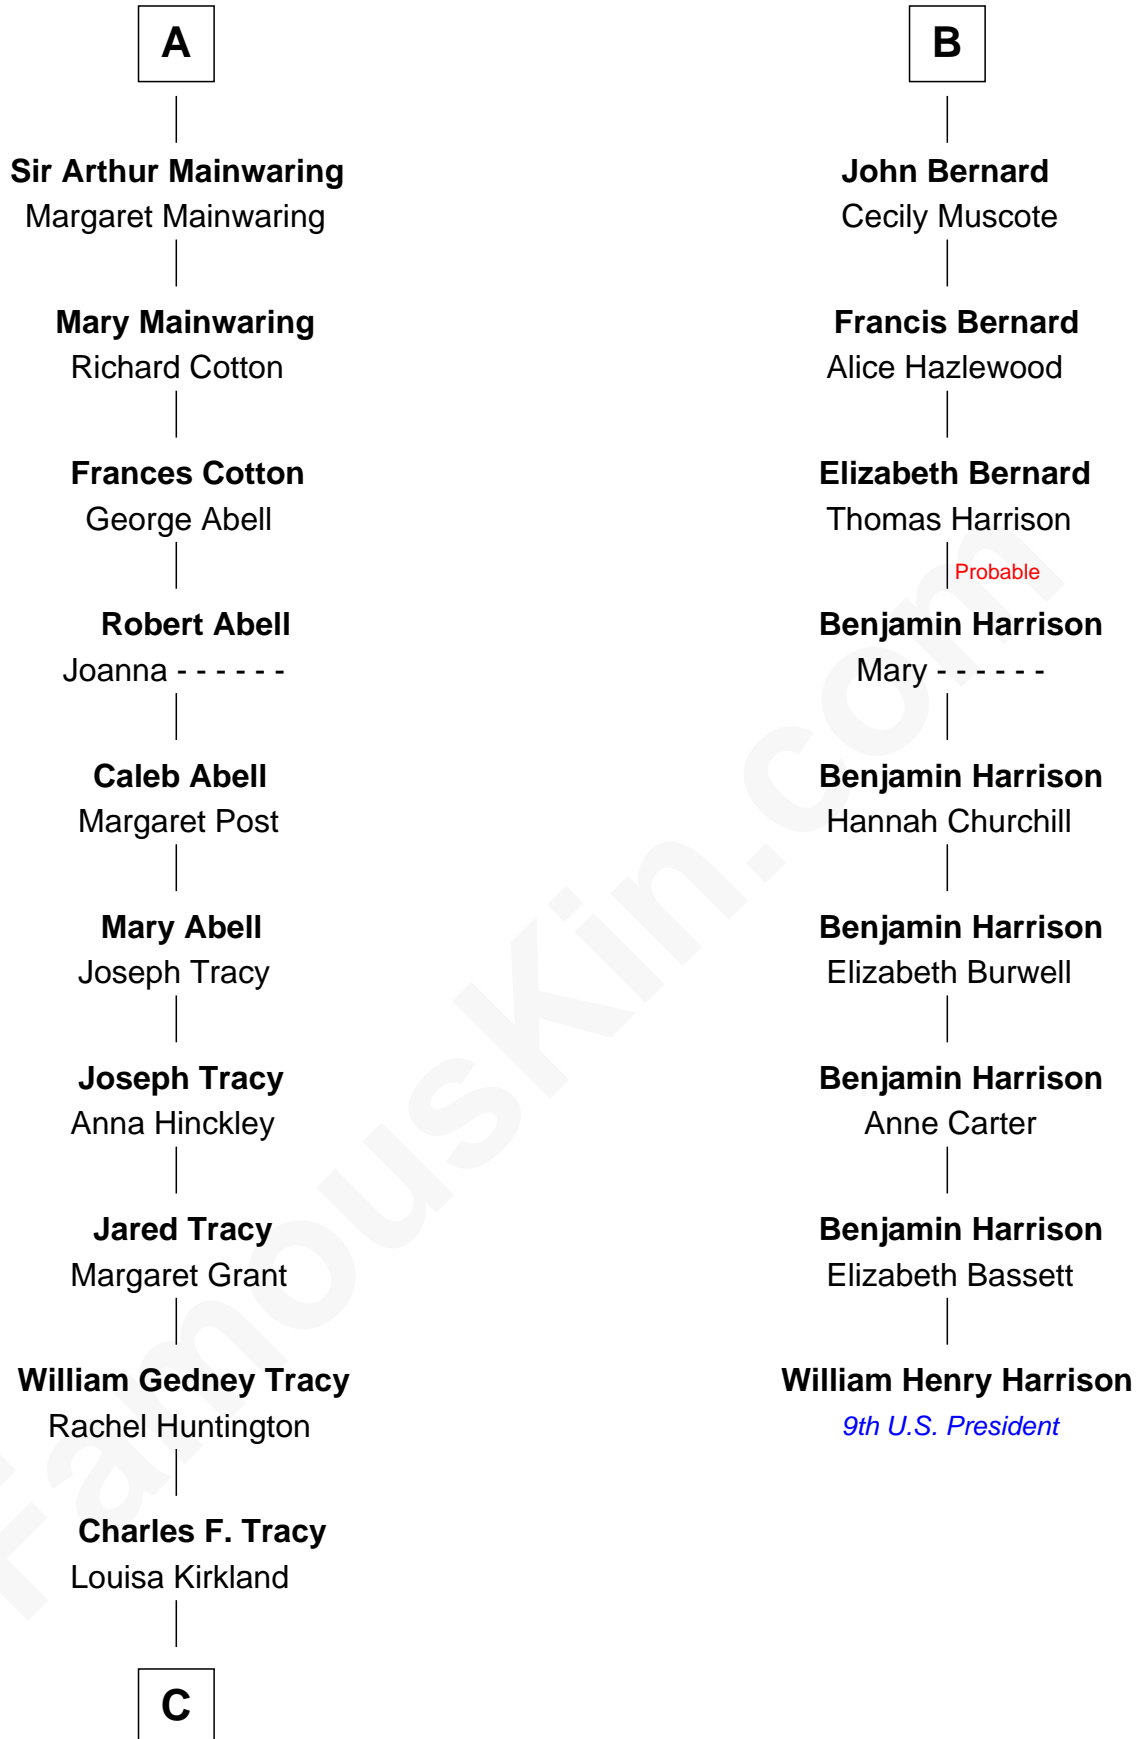 A
Sir Arthur Mainwaring
Margaret Mainwaring
Mary Mainwaring
Richard Cotton
Frances Cotton
George Abell
Robert Abell
Joanna - - - - - -
Caleb Abell
Margaret Post
Mary Abell
Joseph Tracy
Joseph Tracy
Anna Hinckley
Jared Tracy
Margaret Grant
William Gedney Tracy
Rachel Huntington
Charles F. Tracy
Louisa Kirkland
C
B
John Bernard
Cecily Muscote
Francis Bernard
Alice Hazlewood
Elizabeth Bernard
Thomas Harrison
Probable
Benjamin Harrison
Mary - - - - - -
Benjamin Harrison
Hannah Churchill
Benjamin Harrison
Elizabeth Burwell
Benjamin Harrison
Anne Carter
Benjamin Harrison
Elizabeth Bassett
William Henry Harrison
9th U.S. President
FamousKin.com